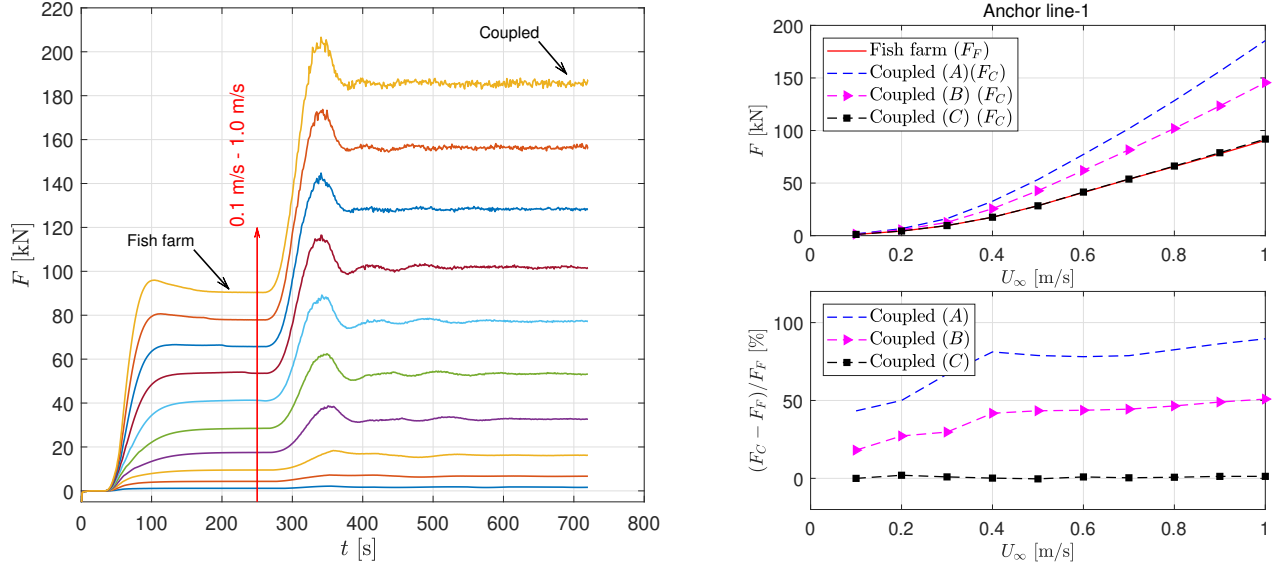 220
200
180
160
140
120
100
80
60
40
20
0
F [kN]
Coupled
Fish farm
0.1 m/s - 1.0 m/s
0 100 200 300 400 500 600 700 800
t [s]
Anchor line-1
200
150
100
50
0
F [kN]
Fish farm (F_F)
Coupled (A)(F_C)
Coupled (B) (F_C)
Coupled (C) (F_C)
0 0.2 0.4 0.6 0.8 1
U_∞ [m/s]
100
50
0
(F_C − F_F)/F_F [%]
Coupled (A)
Coupled (B)
Coupled (C)
0 0.2 0.4 0.6 0.8 1
U_∞ [m/s]